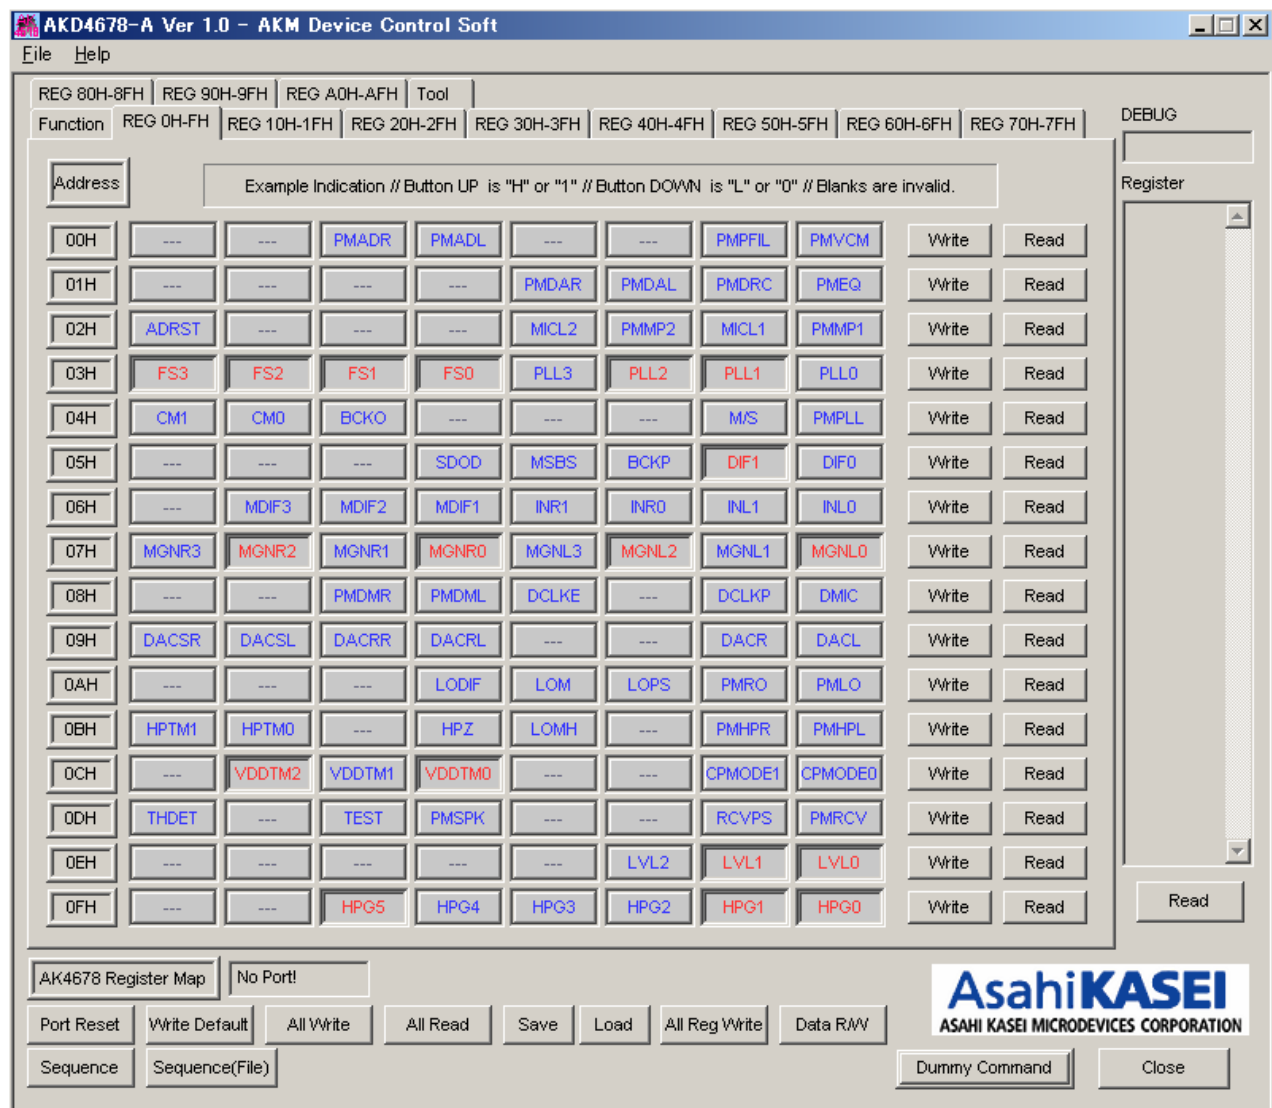 AKD4678-A Ver 1.0 - AKM Device Control Soft
File Help
REG 80H-8FH REG 90H-9FH REG A0H-AFH Tool
Function REG 0H-FH REG 10H-1FH REG 20H-2FH REG 30H-3FH REG 40H-4FH REG 50H-5FH REG 60H-6FH REG 70H-7FH
DEBUG
Address
Example Indication // Button UP is "H" or "1" // Button DOWN is "L" or "0" // Blanks are invalid.
Register
00H --- --- PMADR PMADL --- --- PMPFIL PMVCM Write Read
01H --- --- --- --- PMDAR PMDAL PMDRC PMEQ Write Read
02H ADRST --- --- --- MICL2 PMMP2 MICL1 PMMP1 Write Read
03H FS3 FS2 FS1 FS0 PLL3 PLL2 PLL1 PLL0 Write Read
04H CM1 CM0 BCKO --- --- --- M/S PMPLL Write Read
05H --- --- --- SDOD MSBS BCKP DIF1 DIF0 Write Read
06H --- MDIF3 MDIF2 MDIF1 INR1 INR0 INL1 INL0 Write Read
07H MGNR3 MGNR2 MGNR1 MGNR0 MGNL3 MGNL2 MGNL1 MGNL0 Write Read
08H --- --- PMDMR PMDML DCLKE --- DCLKP DMIC Write Read
09H DACSR DACSL DACRR DACRL --- --- DACR DACL Write Read
0AH --- --- --- LODIF LOM LOPS PMRO PMLO Write Read
0BH HPTM1 HPTM0 --- HPZ LOMH --- PMHPR PMHPL Write Read
0CH --- VDDTM2 VDDTM1 VDDTM0 --- --- CPMODE1 CPMODE0 Write Read
0DH THDET --- TEST PMSPK --- --- RCVPS PMRCV Write Read
0EH --- --- --- --- --- LVL2 LVL1 LVL0 Write Read
0FH --- --- HPG5 HPG4 HPG3 HPG2 HPG1 HPG0 Write Read
Read
AK4678 Register Map No Port!
AsahiKASEI
ASAHI KASEI MICRODEVICES CORPORATION
Port Reset Write Default All Write All Read Save Load All Reg Write Data R/W
Sequence Sequence(File) Dummy Command Close